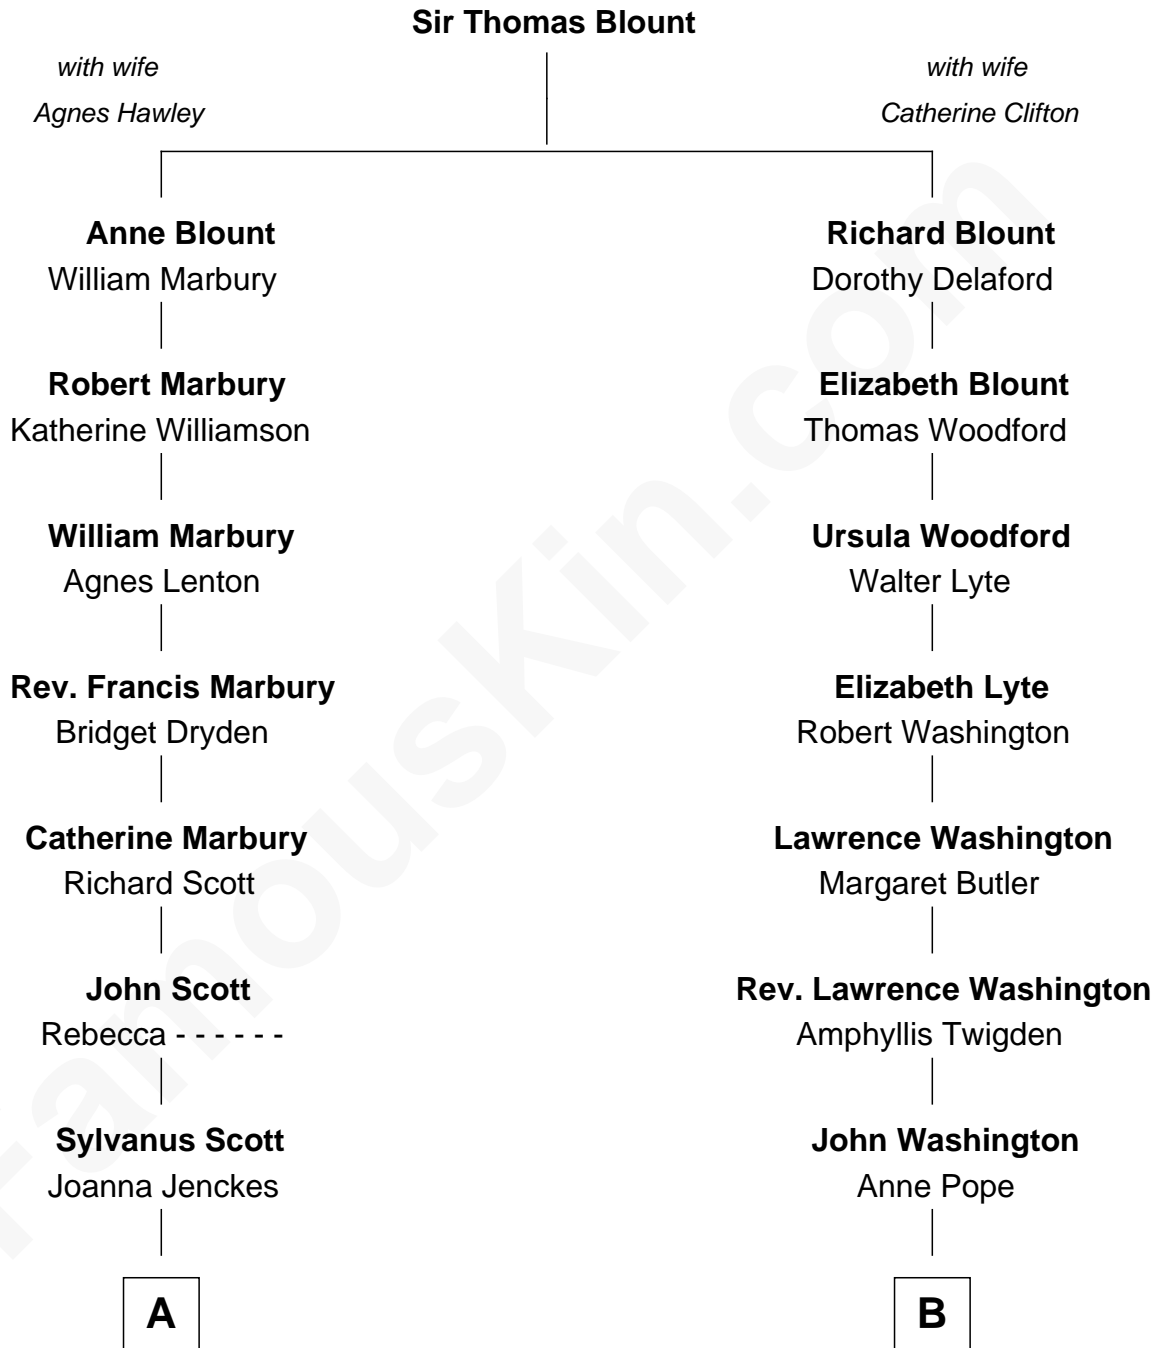 Sir Thomas Blount
with wife
Agnes Hawley
with wife
Catherine Clifton
Anne Blount
William Marbury
Richard Blount
Dorothy Delaford
Robert Marbury
Katherine Williamson
Elizabeth Blount
Thomas Woodford
William Marbury
Agnes Lenton
Ursula Woodford
Walter Lyte
Rev. Francis Marbury
Bridget Dryden
Elizabeth Lyte
Robert Washington
Catherine Marbury
Richard Scott
Lawrence Washington
Margaret Butler
John Scott
Rebecca - - - - - -
Rev. Lawrence Washington
Amphyllis Twigden
Sylvanus Scott
Joanna Jenckes
John Washington
Anne Pope
A
B
FamousKin.com